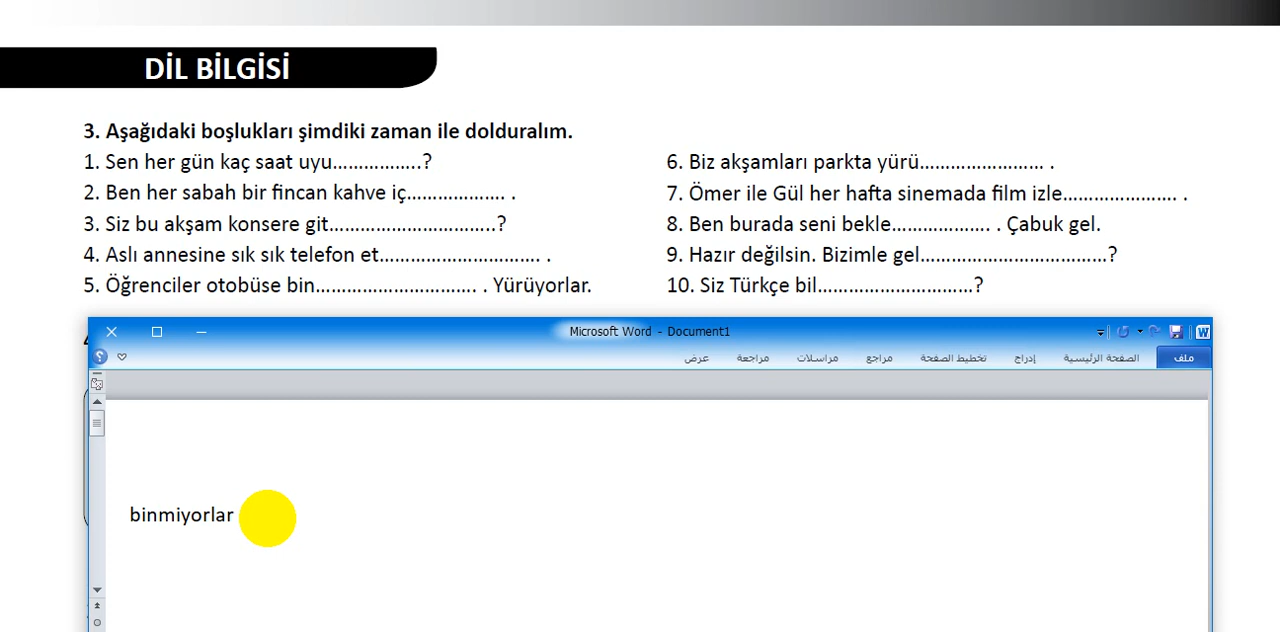 DİL BİLGİSİ
3. Aşağıdaki boşlukları şimdiki zaman ile dolduralım.
1. Sen her gün kaç saat uyu……………..?
2. Ben her sabah bir fincan kahve iç………………. .
3. Siz bu akşam konsere git…………………………..?
4. Aslı annesine sık sık telefon et…………………………. .
5. Öğrenciler otobüse bin…………………………. . Yürüyorlar.
6. Biz akşamları parkta yürü…………………… .
7. Ömer ile Gül her hafta sinemada film izle…………………. .
8. Ben burada seni bekle………………. . Çabuk gel.
9. Hazır değilsin. Bizimle gel………………………………?
10. Siz Türkçe bil…………………………?
Microsoft Word - Document1
ملف الصفحة الرئيسية إدراج تخطيط الصفحة مراجع مراسلات مراجعة عرض
binmiyorlar